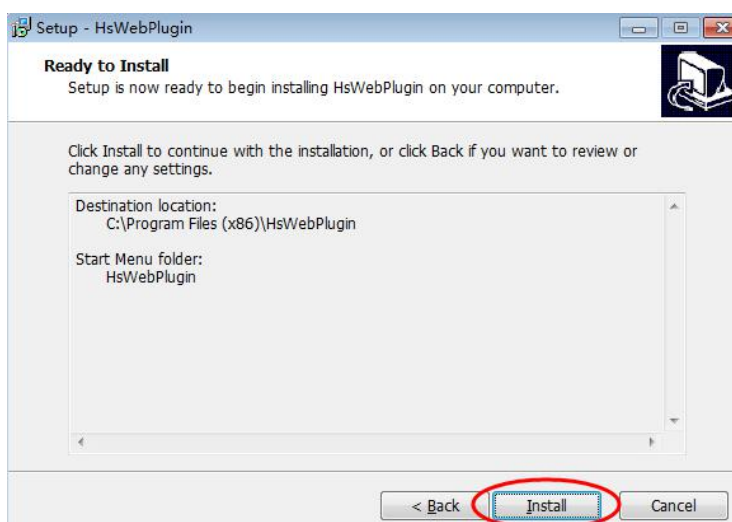 Setup - HsWebPlugin
Ready to Install
Setup is now ready to begin installing HsWebPlugin on your computer.
Click Install to continue with the installation, or click Back if you want to review or
change any settings.
Destination location:
C:\Program Files (x86)\HsWebPlugin
Start Menu folder:
HsWebPlugin
< Back
Install
Cancel